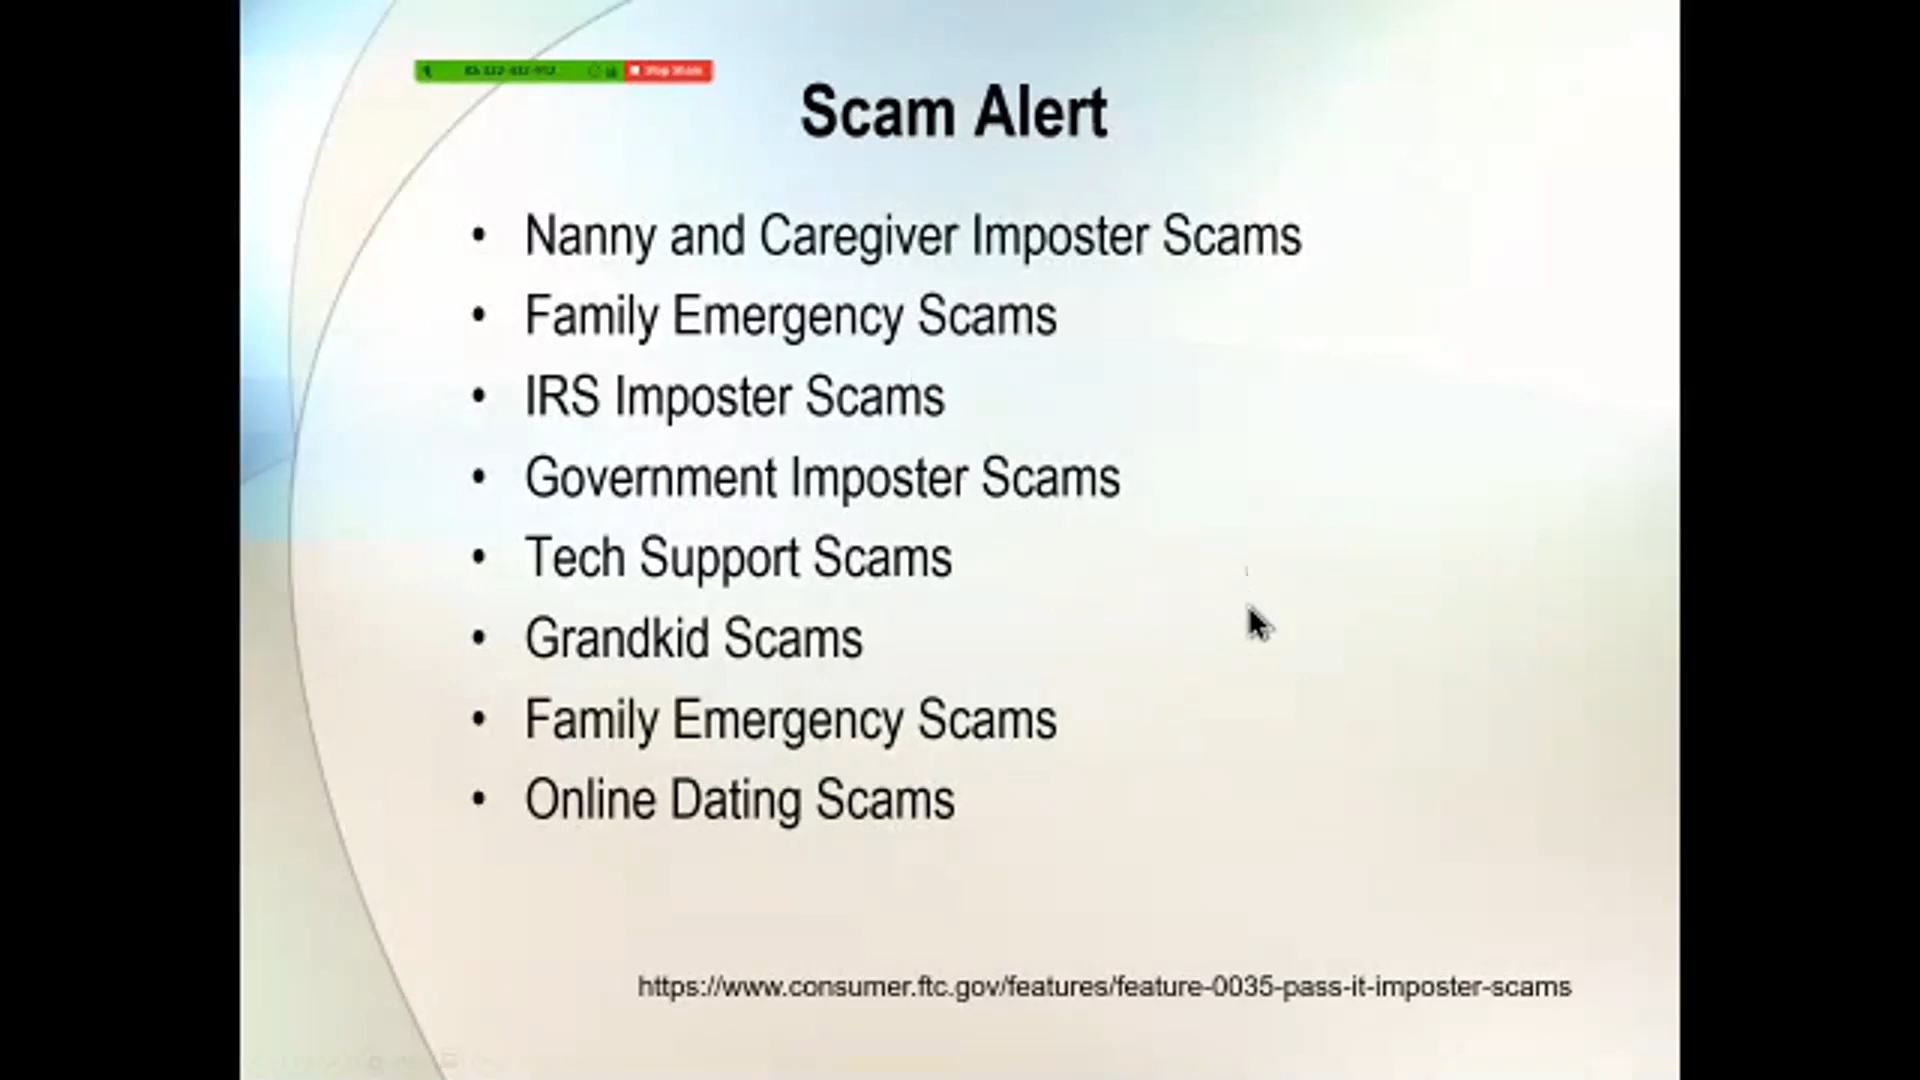 Stop Share
Scam Alert
• Nanny and Caregiver Imposter Scams
• Family Emergency Scams
• IRS Imposter Scams
• Government Imposter Scams
• Tech Support Scams
• Grandkid Scams
• Family Emergency Scams
• Online Dating Scams
https://www.consumer.ftc.gov/features/feature-0035-pass-it-imposter-scams